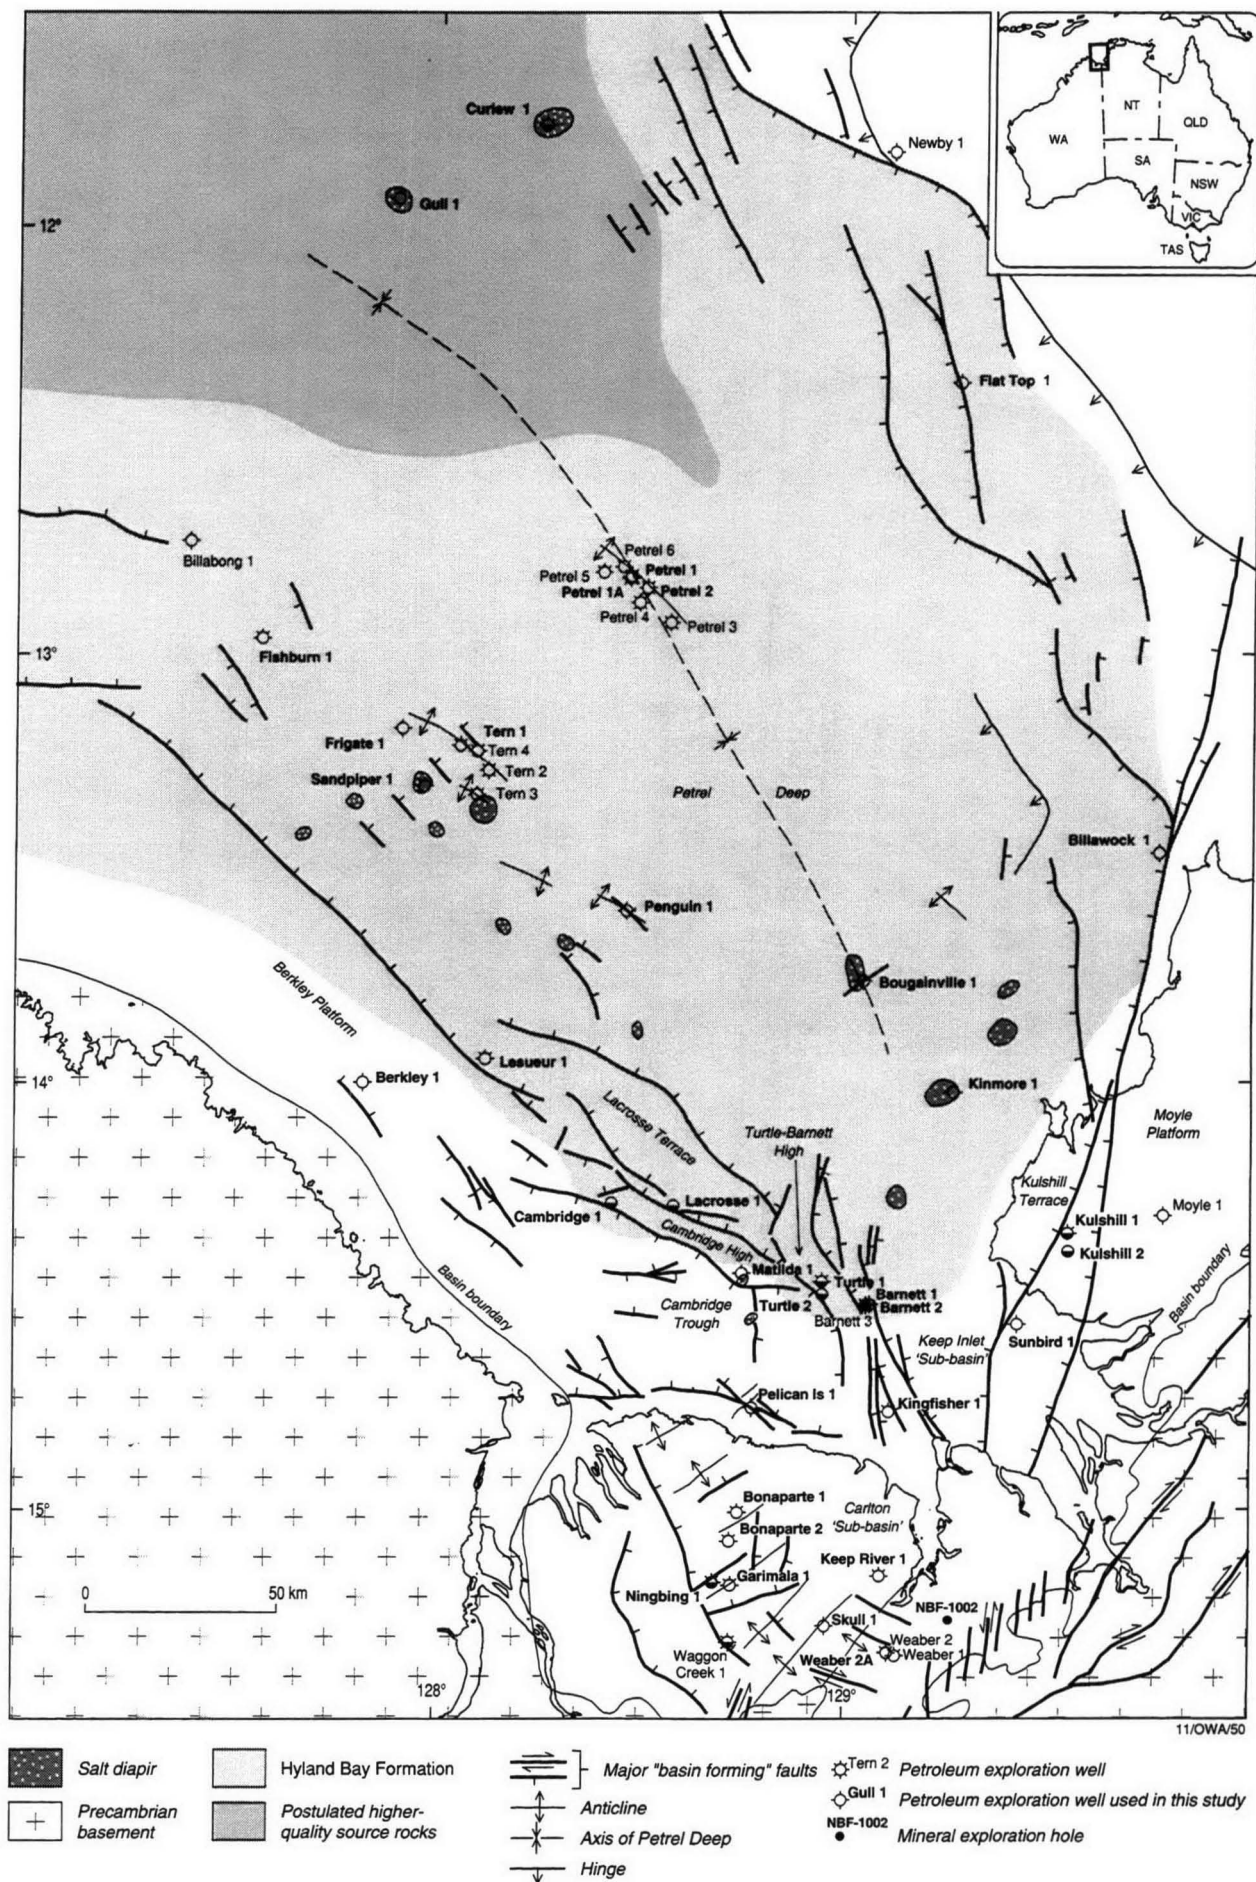 Curlew 1
Newby 1
NT
WA
QLD
SA
NSW
VIC
TAS
Gull 1
12°
Flat Top 1
Billabong 1
Petrel 6
Petrel 5
Petrel 1
Petrel 1A
Petrel 2
Petrel 4
Petrel 3
13°
Fishburn 1
Frigate 1
Tern 1
Tern 4
Tern 2
Sandpiper 1
Tern 3
Petrel
Deep
Billawock 1
Penguin 1
Berkley Platform
Bougainville 1
Lesueur 1
14°
Berkley 1
Kinmore 1
Lacrosse Terrace
Turtle-Barnett
High
Moyle
Platform
Kulshill
Terrace
Lacrosse 1
Cambridge 1
Moyle 1
Kulshill 1
Kulshill 2
Cambridge High
Basin boundary
Matilda 1
Turtle 1
Barnett 1
Turtle 2
Barnett 2
Barnett 3
Cambridge
Trough
Basin boundary
Keep Inlet
'Sub-basin'
Sunbird 1
Pelican Is 1
Kingfisher 1
15°
Bonaparte 1
Carlton
'Sub-basin'
Bonaparte 2
Keep River 1
0
50 km
Garimala 1
Ningbing 1
NBF-1002
Skull 1
Weaber 2
Weaber 1
Weaber 2A
Waggon
Creek 1
128°
129°
11/OWA/50
Salt diapir
Hyland Bay Formation
Major "basin forming" faults
Tern 2
Petroleum exploration well
Precambrian
basement
Postulated higher-
quality source rocks
Anticline
Gull 1
Petroleum exploration well used in this study
Axis of Petrel Deep
NBF-1002
Mineral exploration hole
Hinge